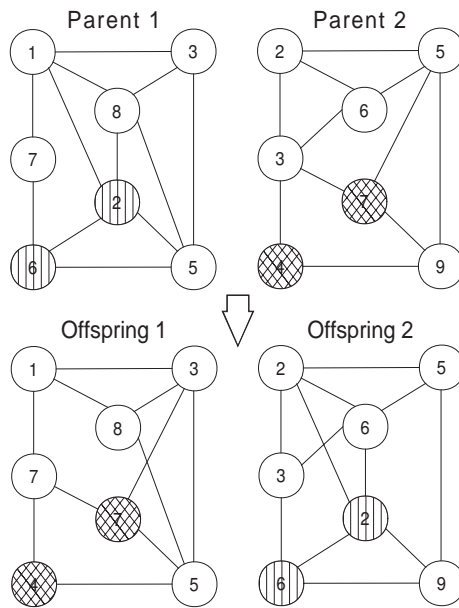 Parent 1 Parent 2
1 3 2 5
8 6
7 3
2 7
6 5 4 9
Offspring 1 Offspring 2
1 3 2 5
8 6
7 3
7 2
4 5 6 9